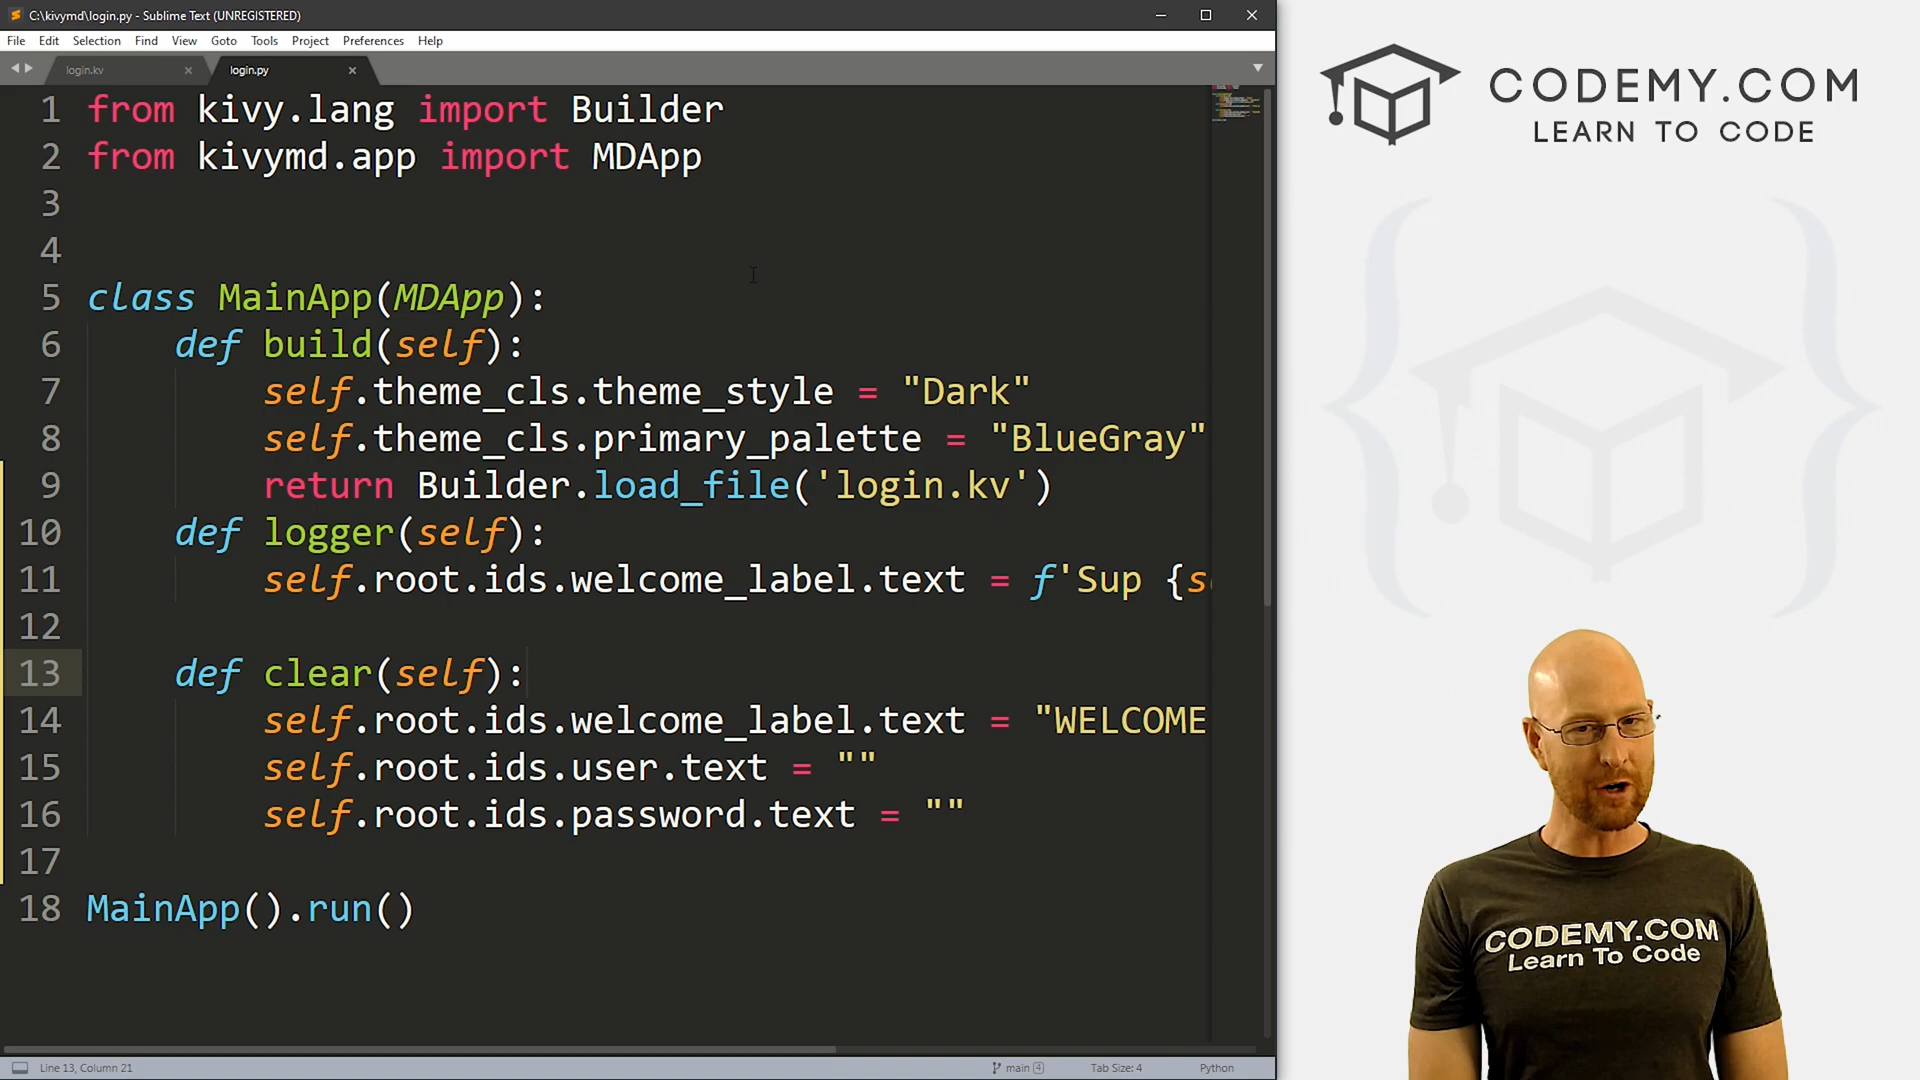 C:\kivymd\login.py - Sublime Text (UNREGISTERED)
File Edit Selection Find View Goto Tools Project Preferences Help
login.kv
login.py
1 from kivy.lang import Builder
2 from kivymd.app import MDApp
3
4
5 class MainApp(MDApp):
6 def build(self):
7 self.theme_cls.theme_style = "Dark"
8 self.theme_cls.primary_palette = "BlueGray"
9 return Builder.load_file('login.kv')
10 def logger(self):
11 self.root.ids.welcome_label.text = f'Sup {s
12
13 def clear(self):
14 self.root.ids.welcome_label.text = "WELCOME
15 self.root.ids.user.text = ""
16 self.root.ids.password.text = ""
17
18 MainApp().run()
Line 13, Column 21
main 4
Tab Size: 4
Python
CODEMY.COM
LEARN TO CODE
CODEMY.COM
Learn To Code